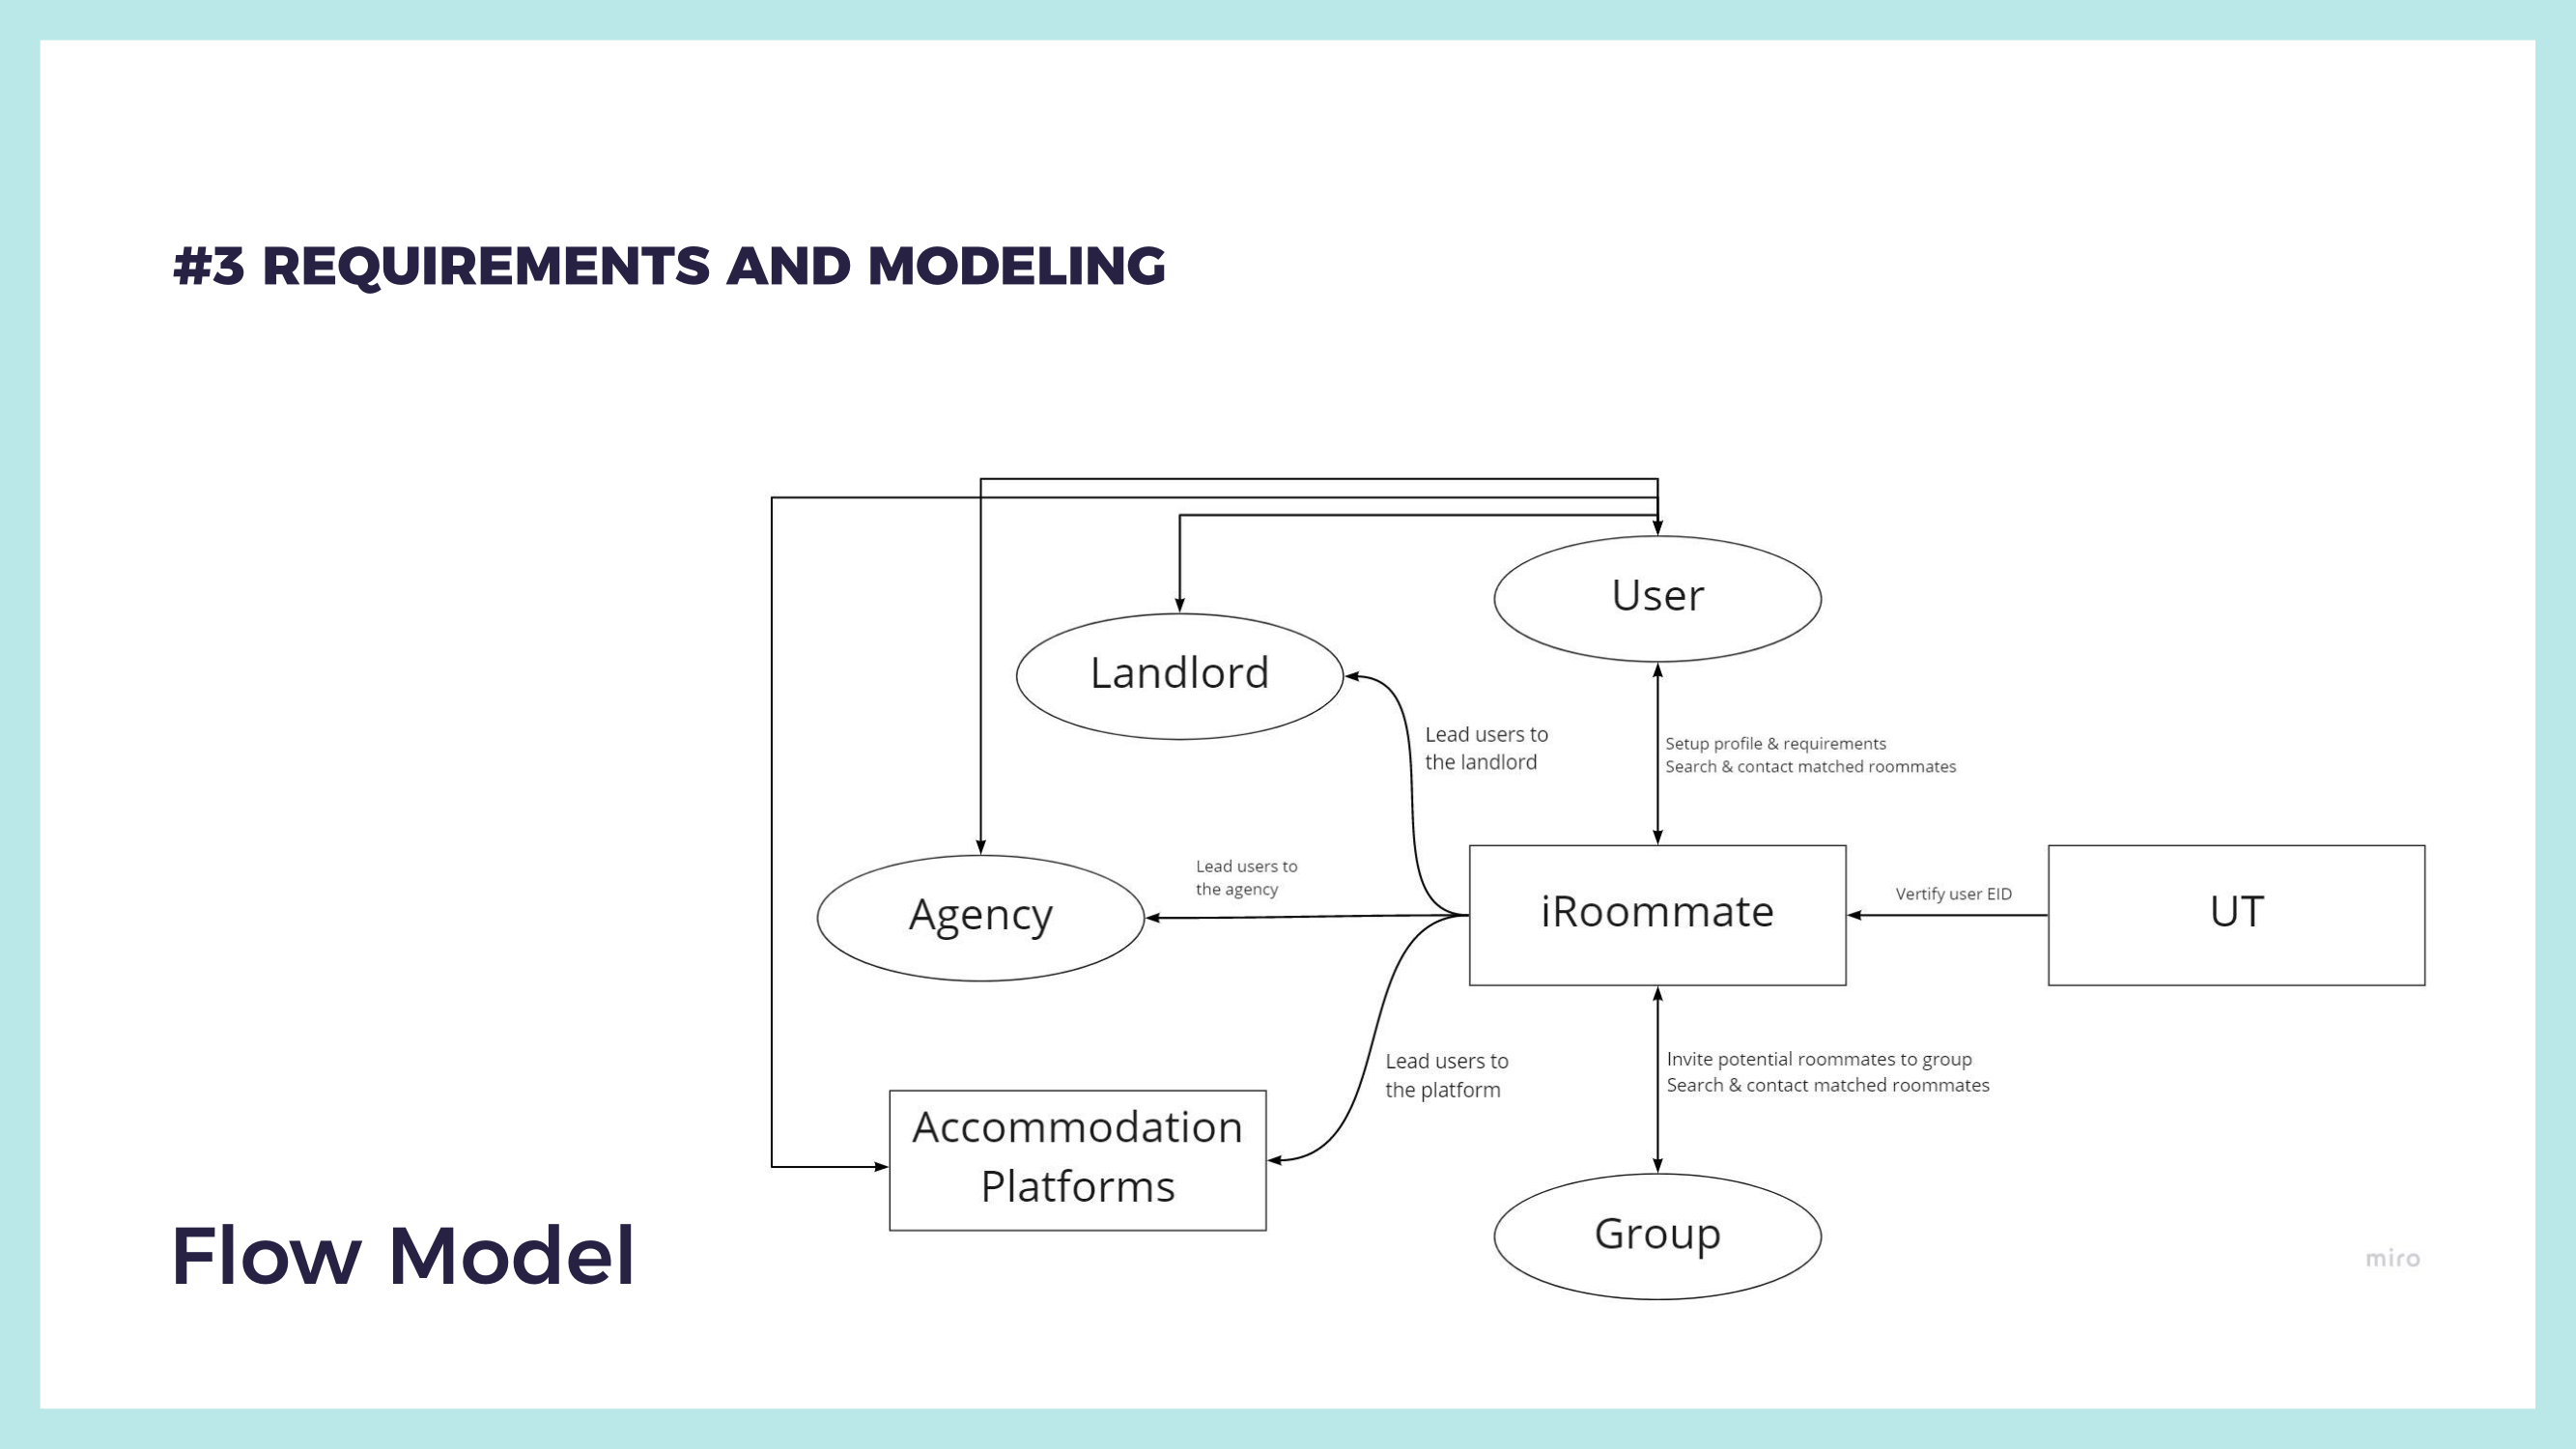 #3 REQUIREMENTS AND MODELING
User
Landlord
Lead users to
the landlord
Setup profile & requirements
Search & contact matched roommates
Lead users to
the agency
Agency
iRoommate
Vertify user EID
UT
Lead users to
the platform
Invite potential roommates to group
Search & contact matched roommates
Accommodation
Platforms
Group
Flow Model
miro